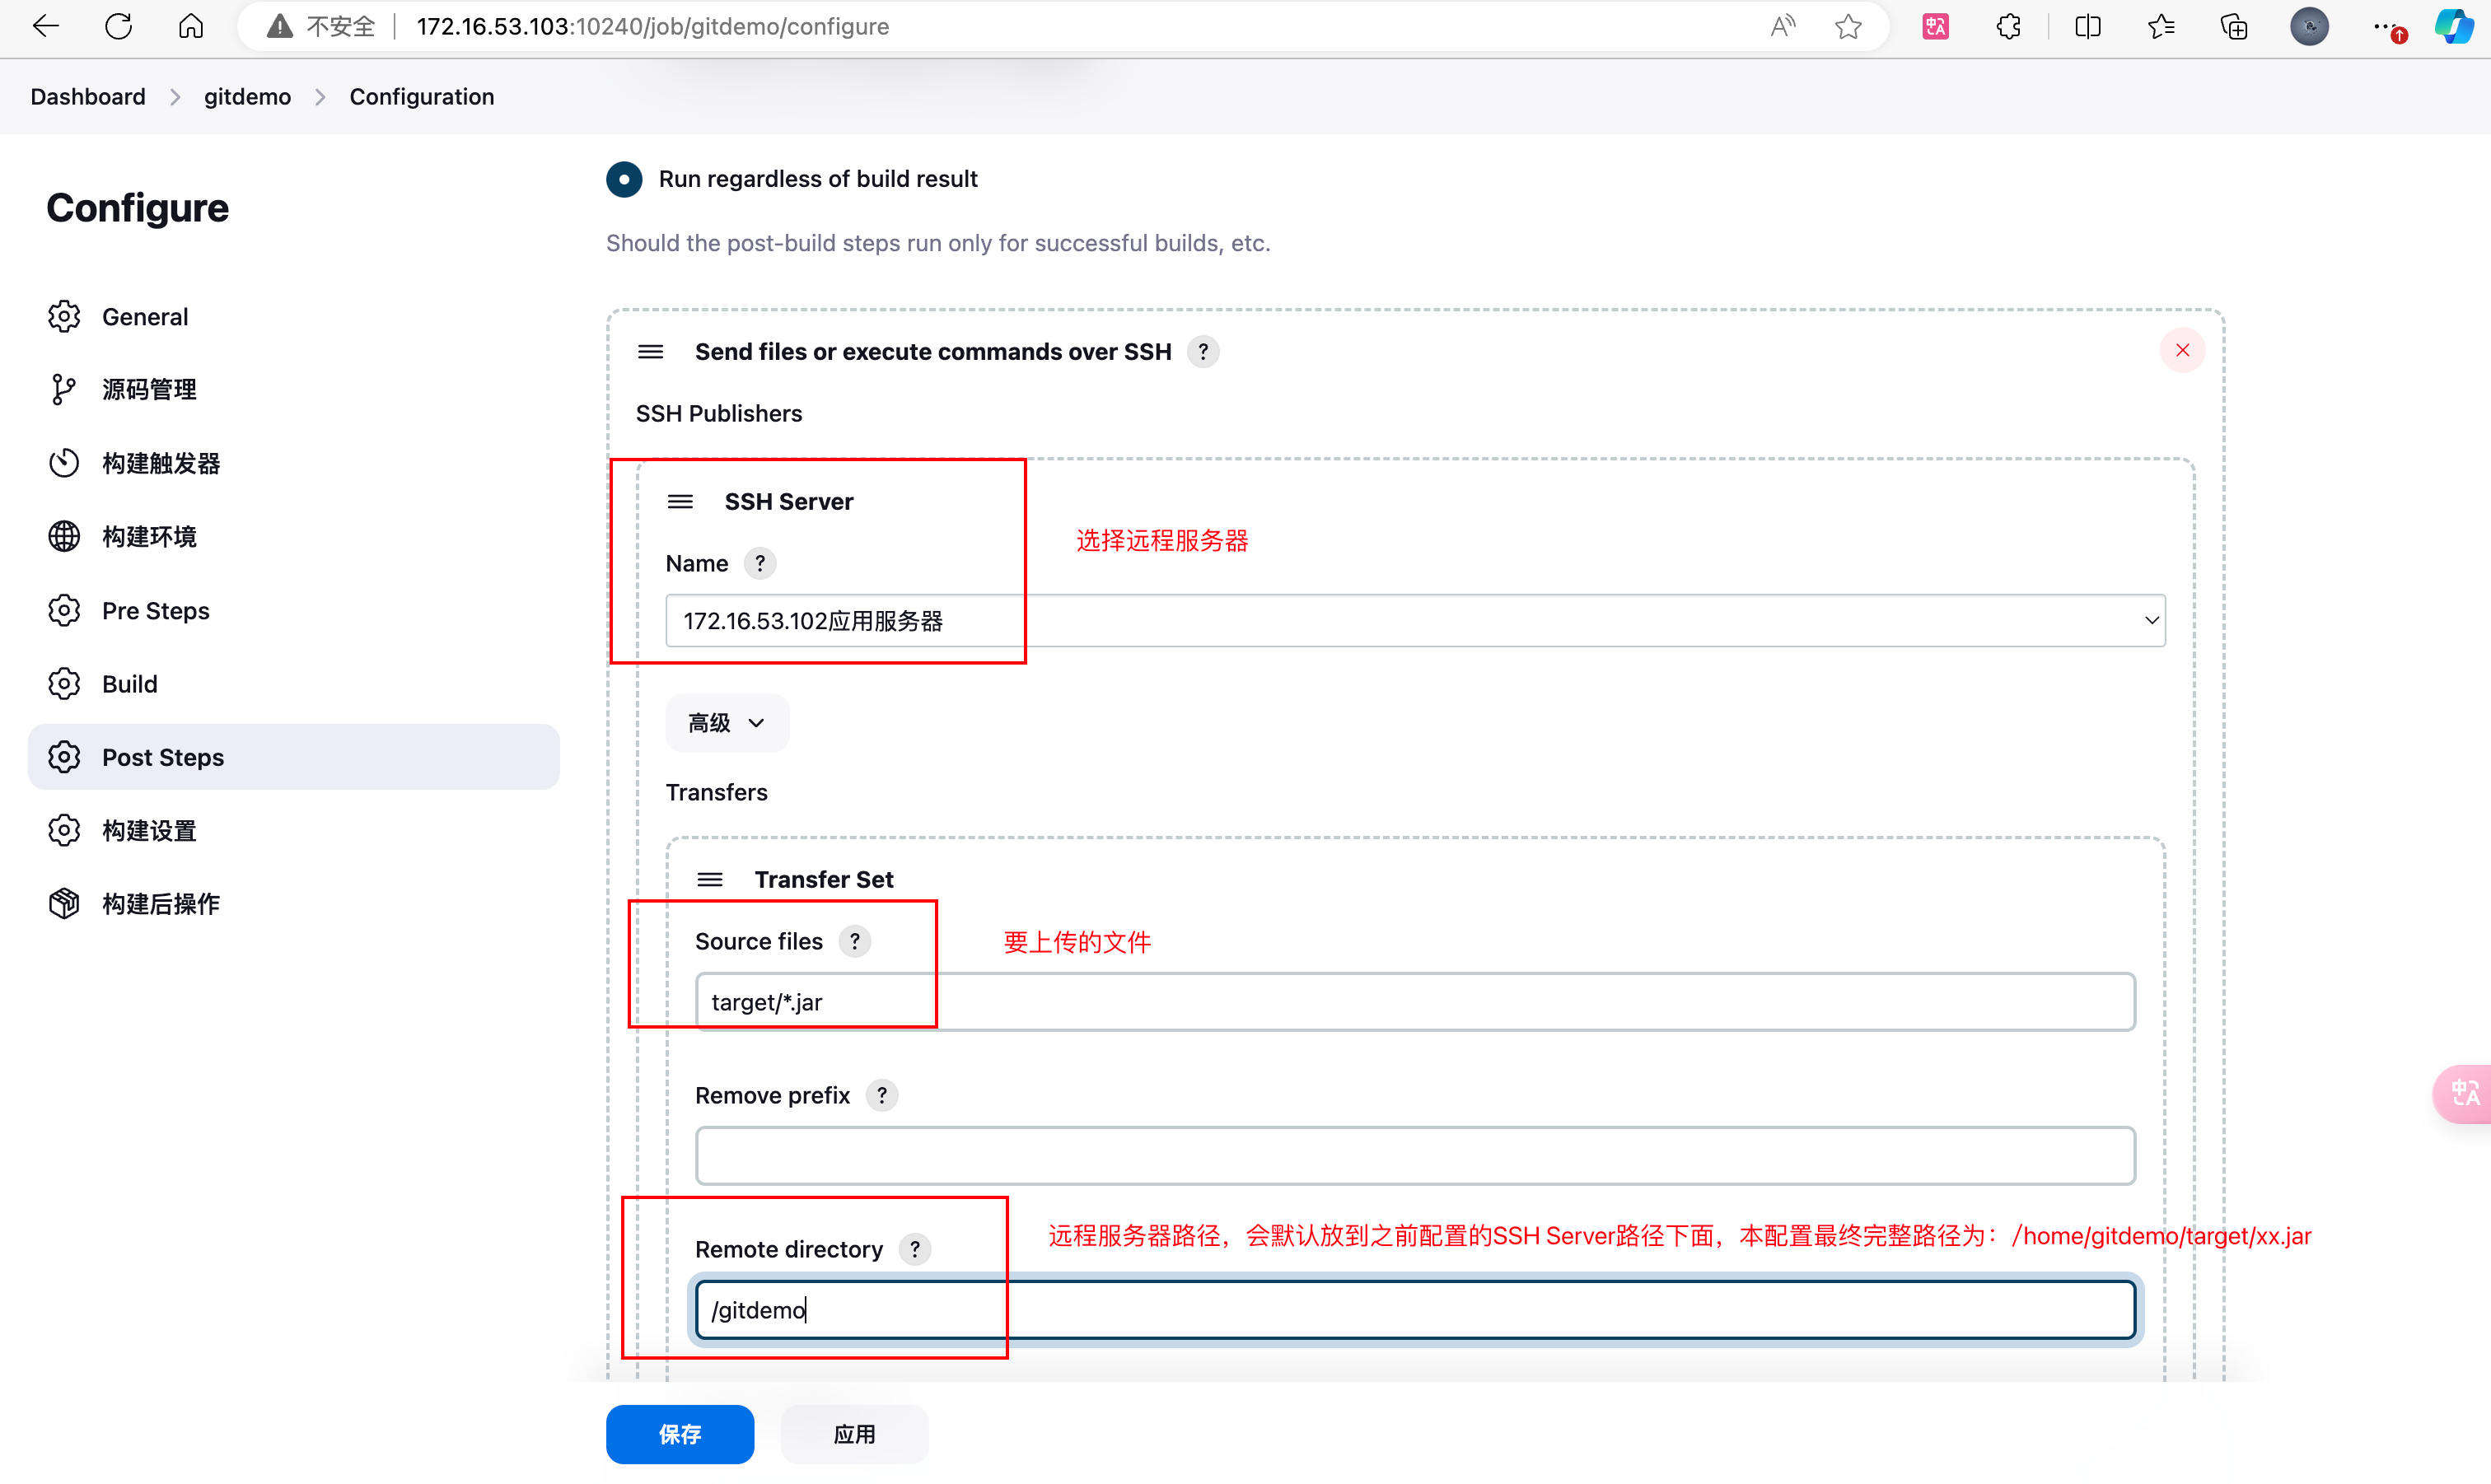 不安全
172.16.53.103:10240/job/gitdemo/configure
Dashboard > gitdemo > Configuration
Configure
General
源码管理
构建触发器
构建环境
Pre Steps
Build
Post Steps
构建设置
构建后操作
Run regardless of build result
Should the post-build steps run only for successful builds, etc.
Send files or execute commands over SSH ?
SSH Publishers
SSH Server
Name ?
选择远程服务器
172.16.53.102应用服务器
高级
Transfers
Transfer Set
Source files ?
要上传的文件
target/*.jar
Remove prefix ?
Remote directory ?
远程服务器路径，会默认放到之前配置的SSH Server路径下面，本配置最终完整路径为：/home/gitdemo/target/xx.jar
/gitdemo
保存
应用